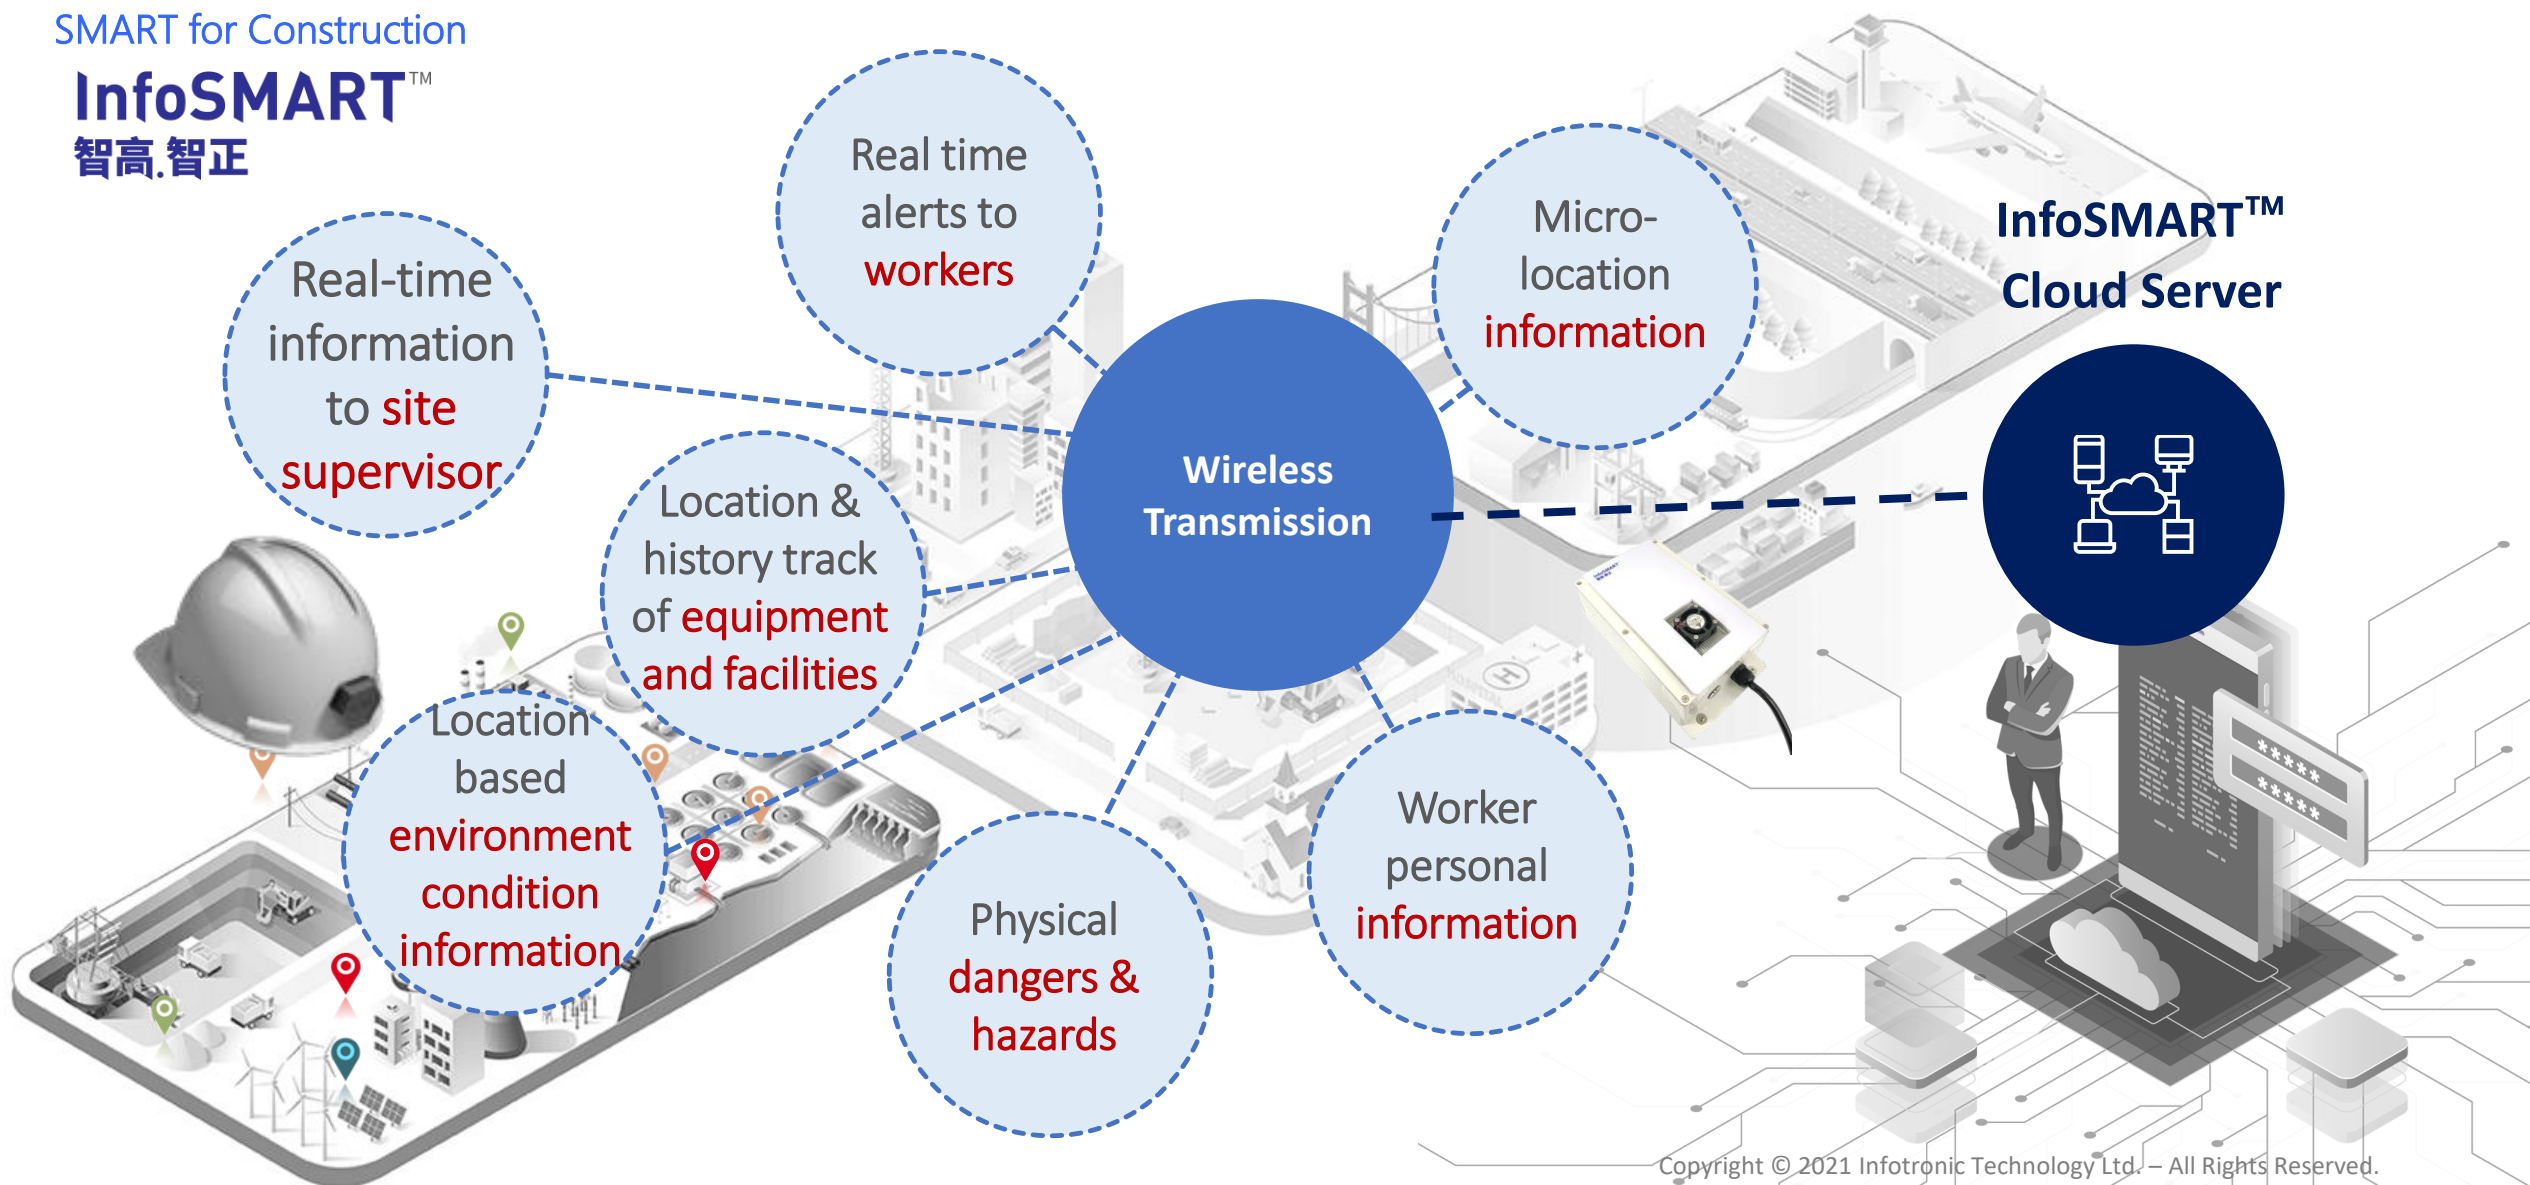 SMART for Construction
InfoSMART™
智高.智正
Real time
alerts to
workers
Micro-
location
information
InfoSMART™
Cloud Server
Real-time
information
to site
supervisor
Wireless
Transmission
Location &
history track
of equipment
and facilities
Location
based
environment
condition
information
Physical
dangers &
hazards
Worker
personal
information
InfoSMART
*****
*****
Copyright © 2021 Infotronic Technology Ltd. – All Rights Reserved.